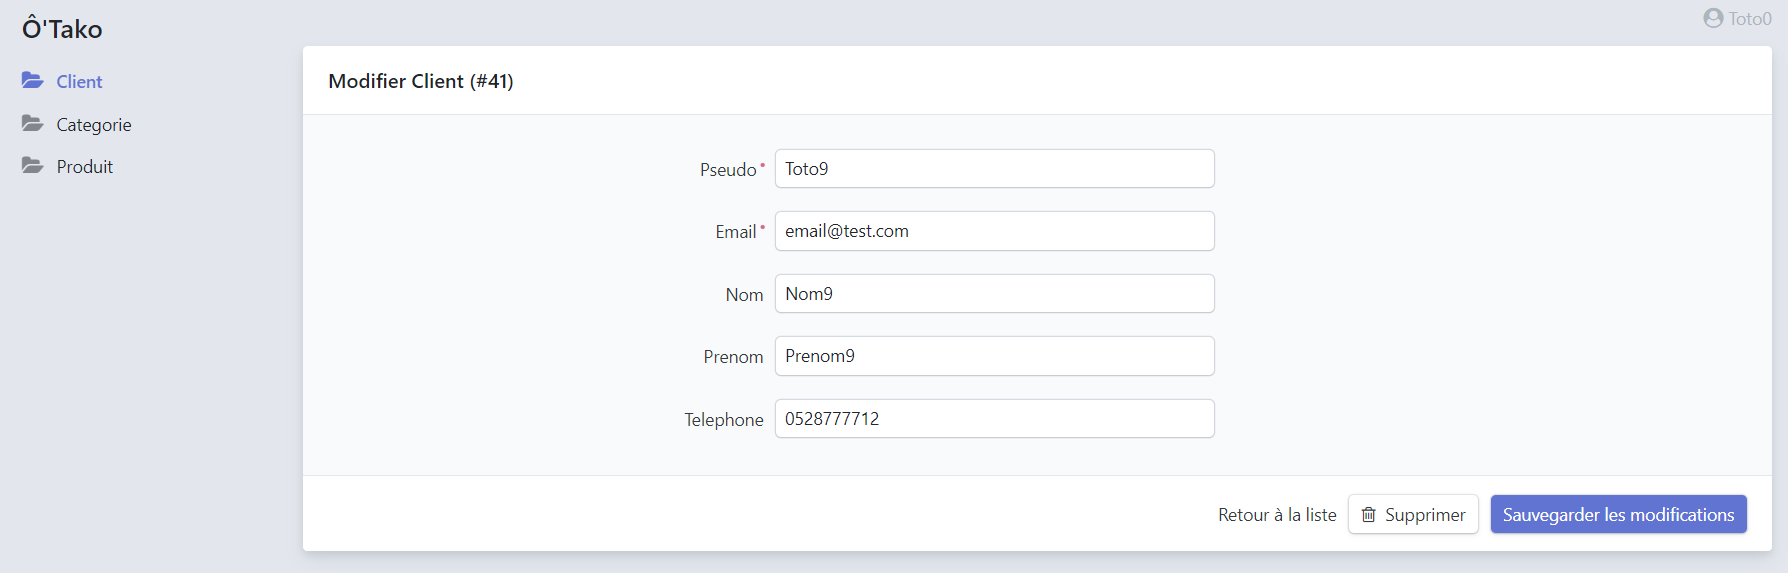 Ô'Tako
Toto0
Client
Categorie
Produit
Modifier Client (#41)
Pseudo
Toto9
Email
email@test.com
Nom
Nom9
Prenom
Prenom9
Telephone
0528777712
Retour à la liste
Supprimer
Sauvegarder les modifications